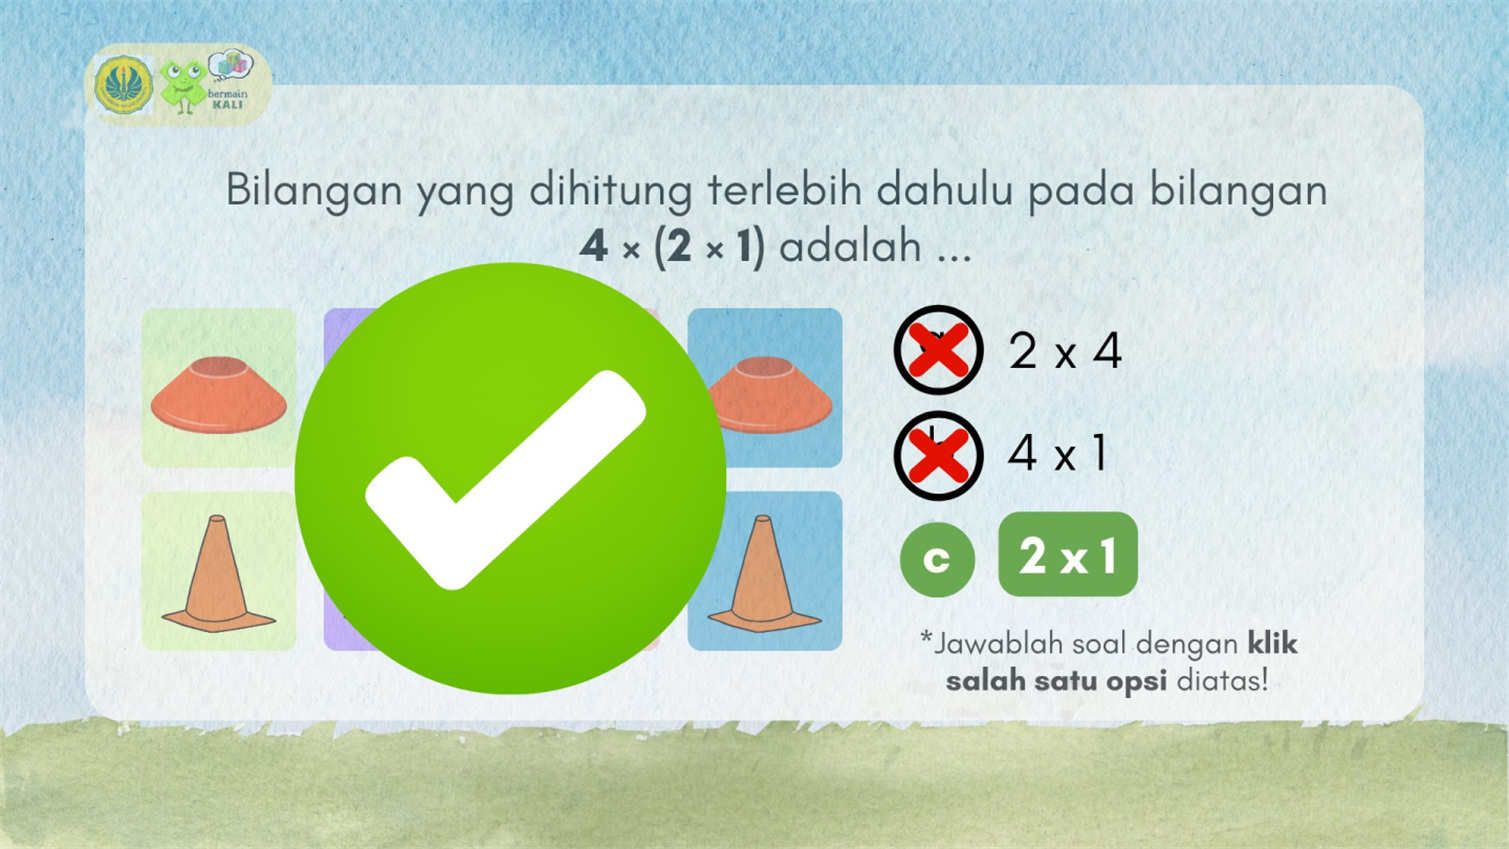 bermain
KALI
Bilangan yang dihitung terlebih dahulu pada bilangan
4 × (2 × 1) adalah ...
2 x 4
4 x 1
c 2 x 1
*Jawablah soal dengan klik
salah satu opsi diatas!